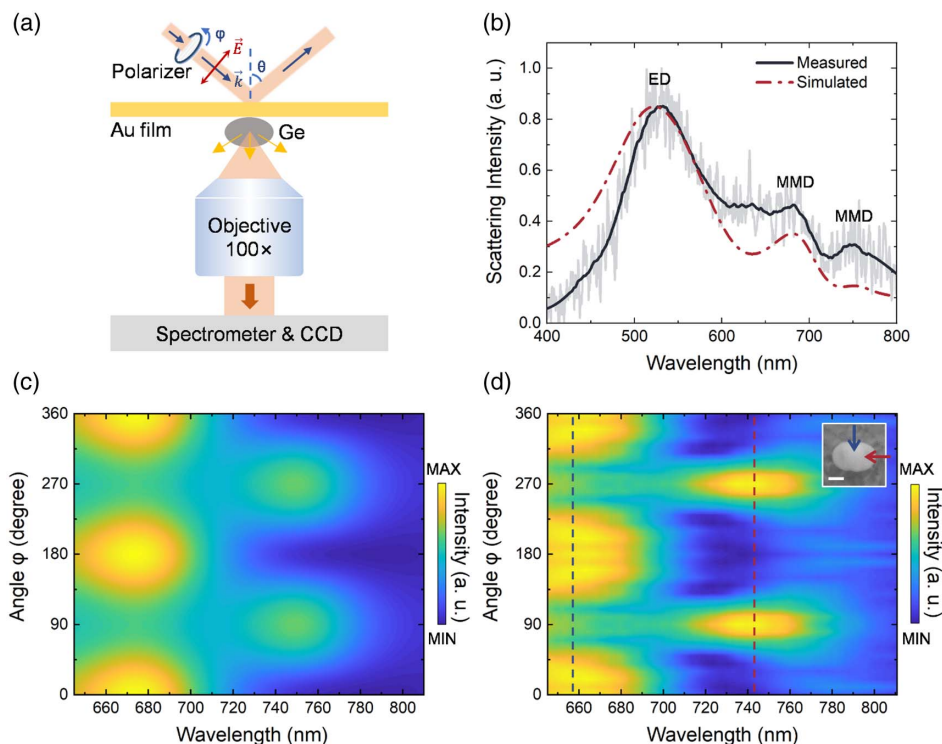 (a)
φ
E
k
θ
Polarizer
Au film
Ge
Objective
100×
Spectrometer & CCD
(b)
Scattering Intensity (a. u.)
1.0
0.8
0.6
0.4
0.2
0.0
400
500
600
700
800
Wavelength (nm)
ED
MMD
MMD
Measured
Simulated
(c)
Angle φ (degree)
360
270
180
90
0
660
680
700
720
740
760
780
800
Wavelength (nm)
MAX
MIN
Intensity (a. u.)
(d)
Angle φ (degree)
360
270
180
90
0
660
680
700
720
740
760
780
800
Wavelength (nm)
MAX
MIN
Intensity (a. u.)